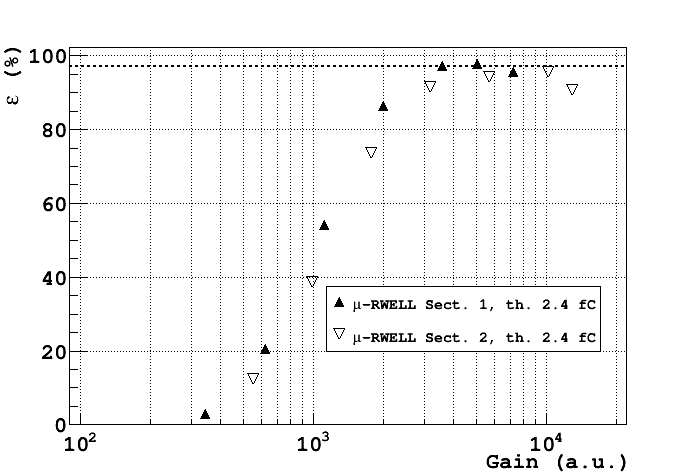 ε (%)
100
80
60
40
20
0
μ-RWELL Sect. 1, th. 2.4 fC
μ-RWELL Sect. 2, th. 2.4 fC
10² 10³ 10⁴
Gain (a.u.)